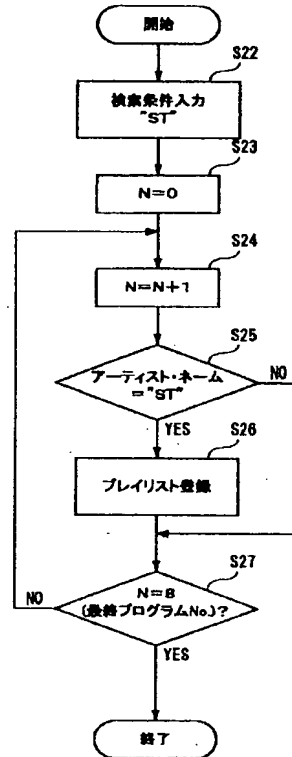 開始
S22
検索条件入力
"ST"
S23
N=0
S24
N=N+1
S25
アーティスト・ネーム
="ST"
NO
YES
S26
プレイリスト登録
S27
N=8
(最終プログラムNo.)?
NO
YES
終了